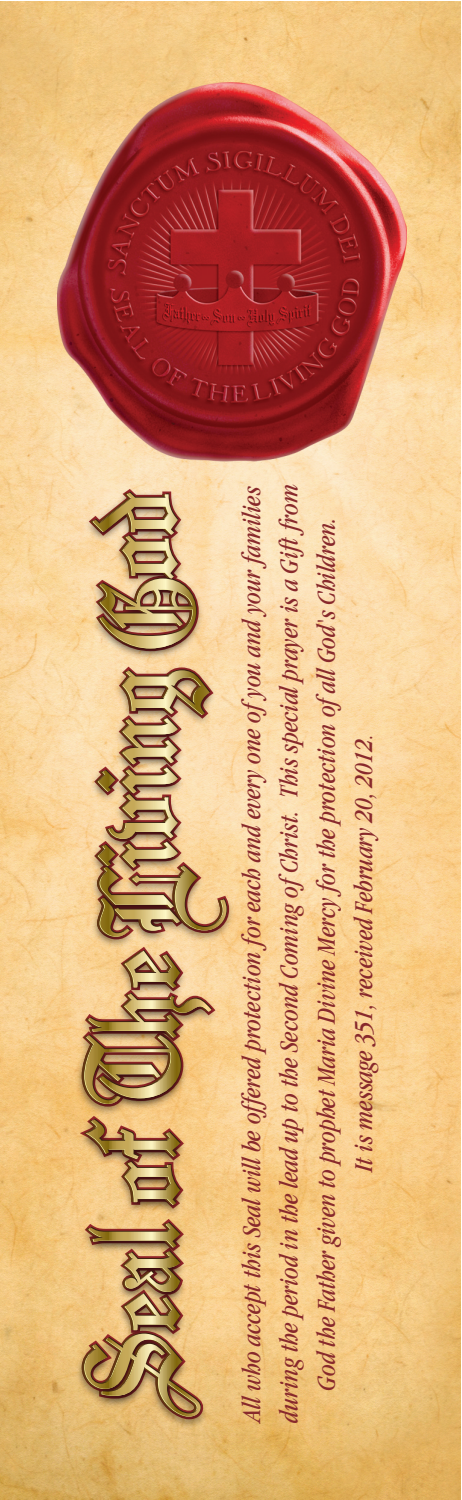 SANCTUM SIGILLUM DEI
Father Son Holy Spirit
SEAL OF THE LIVING GOD
Seal of The Living God
All who accept this Seal will be offered protection for each and every one of you and your families
during the period in the lead up to the Second Coming of Christ. This special prayer is a Gift from
God the Father given to prophet Maria Divine Mercy for the protection of all God's Children.
It is message 351, received February 20, 2012.